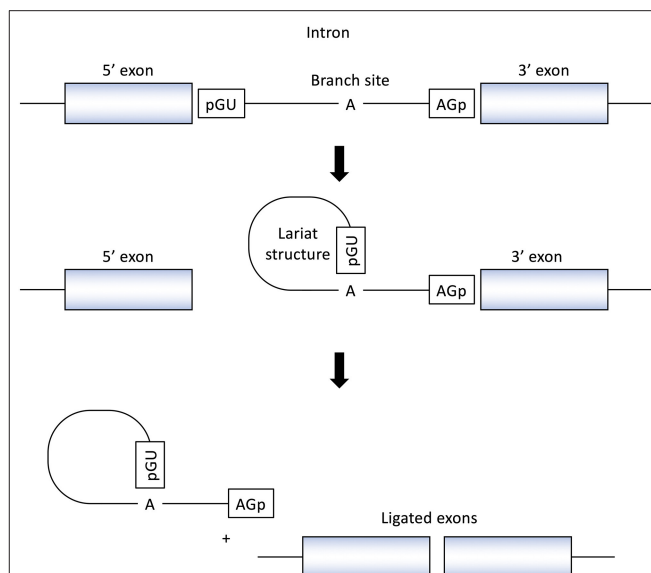 Intron
5’ exon
Branch site
3’ exon
pGU
A
AGp
Lariat
structure
pGU
5’ exon
3’ exon
A
AGp
pGU
A
AGp
Ligated exons
+